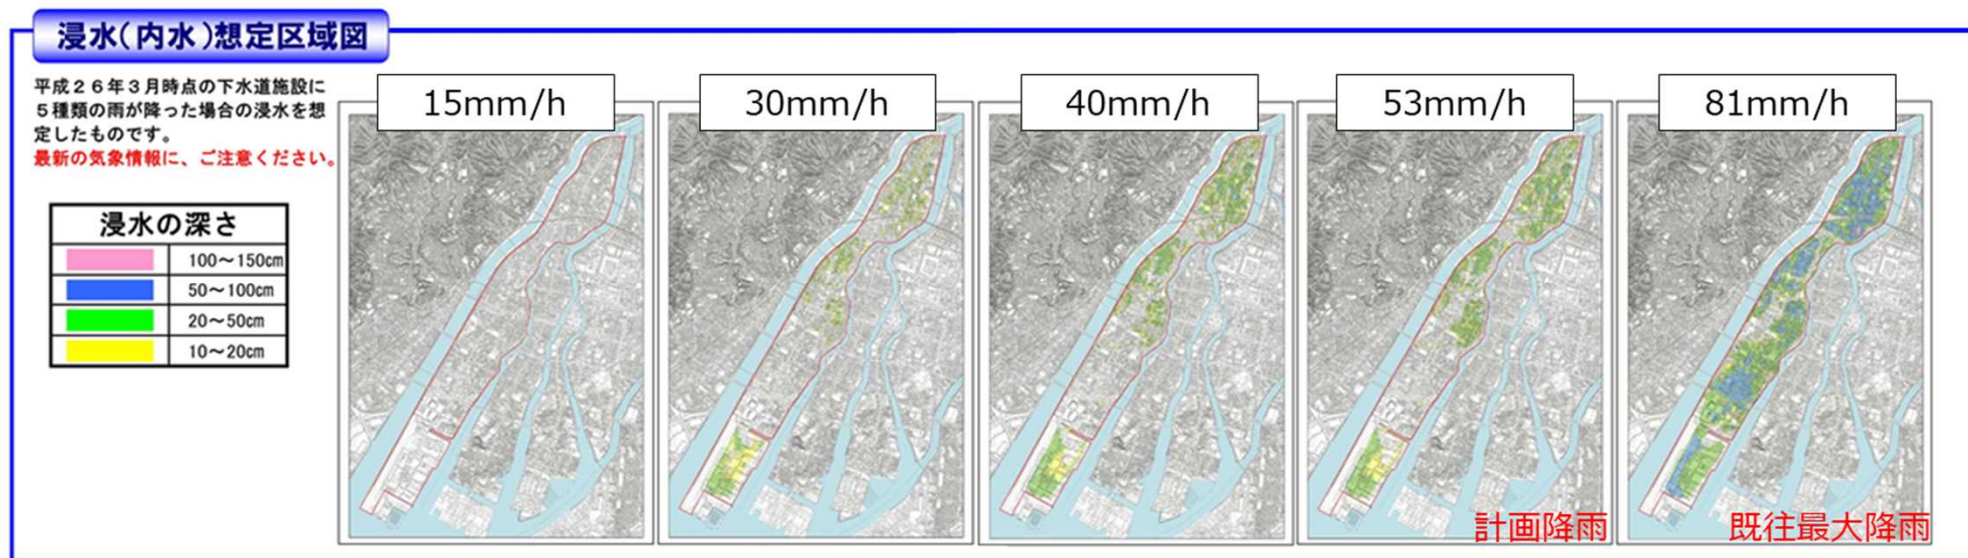 浸水(内水)想定区域図
平成26年3月時点の下水道施設に
5種類の雨が降った場合の浸水を想
定したものです。
最新の気象情報に、ご注意ください。
浸水の深さ
100〜150cm
50〜100cm
20〜50cm
10〜20cm
15mm/h
30mm/h
40mm/h
53mm/h
81mm/h
計画降雨
既往最大降雨